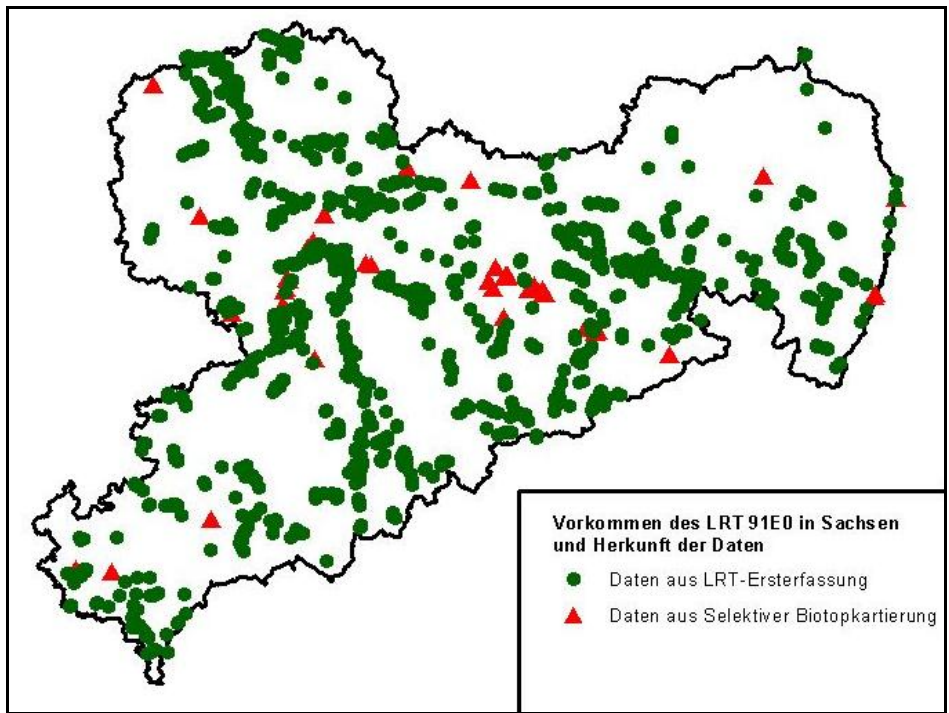 Vorkommen des LRT 91E0 in Sachsen
und Herkunft der Daten
Daten aus LRT-Ersterfassung
Daten aus Selektiver Biotopkartierung